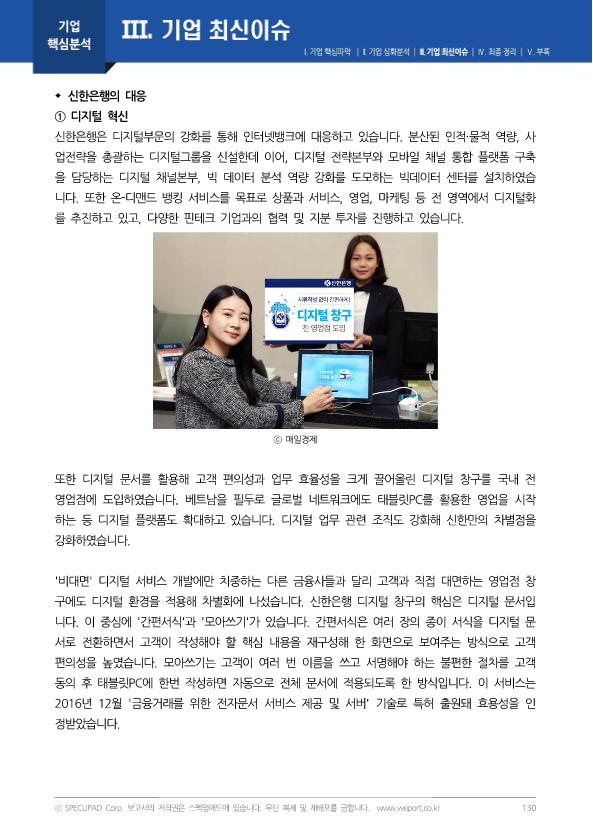 기업
핵심분석
III. 기업 최신이슈
I. 기업 핵심파악 | II. 기업 심화분석 | III. 기업 최신이슈 | IV. 최종 정리 | V. 부록
◆ 신한은행의 대응
① 디지털 혁신
신한은행은 디지털부문의 강화를 통해 인터넷뱅크에 대응하고 있습니다. 분산된 인적·물적 역량, 사
업전략을 총괄하는 디지털그룹을 신설한데 이어, 디지털 전략본부와 모바일 채널 통합 플랫폼 구축
을 담당하는 디지털 채널본부, 빅 데이터 분석 역량 강화를 도모하는 빅데이터 센터를 설치하였습
니다. 또한 온-디맨드 뱅킹 서비스를 목표로 상품과 서비스, 영업, 마케팅 등 전 영역에서 디지털화
를 추진하고 있고, 다양한 핀테크 기업과의 협력 및 지분 투자를 진행하고 있습니다.
신한은행
서류작성 없이 간편하게!
디지털 창구
전 영업점 도입
디지털 창구
ⓒ 매일경제
또한 디지털 문서를 활용해 고객 편의성과 업무 효율성을 크게 끌어올린 디지털 창구를 국내 전
영업점에 도입하였습니다. 베트남을 필두로 글로벌 네트워크에도 태블릿PC를 활용한 영업을 시작
하는 등 디지털 플랫폼도 확대하고 있습니다. 디지털 업무 관련 조직도 강화해 신한만의 차별점을
강화하였습니다.
'비대면' 디지털 서비스 개발에만 치중하는 다른 금융사들과 달리 고객과 직접 대면하는 영업점 창
구에도 디지털 환경을 적용해 차별화에 나섰습니다. 신한은행 디지털 창구의 핵심은 디지털 문서입
니다. 이 중심에 '간편서식'과 '모아쓰기'가 있습니다. 간편서식은 여러 장의 종이 서식을 디지털 문
서로 전환하면서 고객이 작성해야 할 핵심 내용을 재구성해 한 화면으로 보여주는 방식으로 고객
편의성을 높였습니다. 모아쓰기는 고객이 여러 번 이름을 쓰고 서명해야 하는 불편한 절차를 고객
동의 후 태블릿PC에 한번 작성하면 자동으로 전체 문서에 적용되도록 한 방식입니다. 이 서비스는
2016년 12월 '금융거래를 위한 전자문서 서비스 제공 및 서버' 기술로 특허 출원돼 효용성을 인
정받았습니다.
ⓒ SPECUPAD Corp. 보고서의 저작권은 스펙업애드에 있습니다. 무단 복제 및 재배포를 금합니다. www.weport.co.kr
130